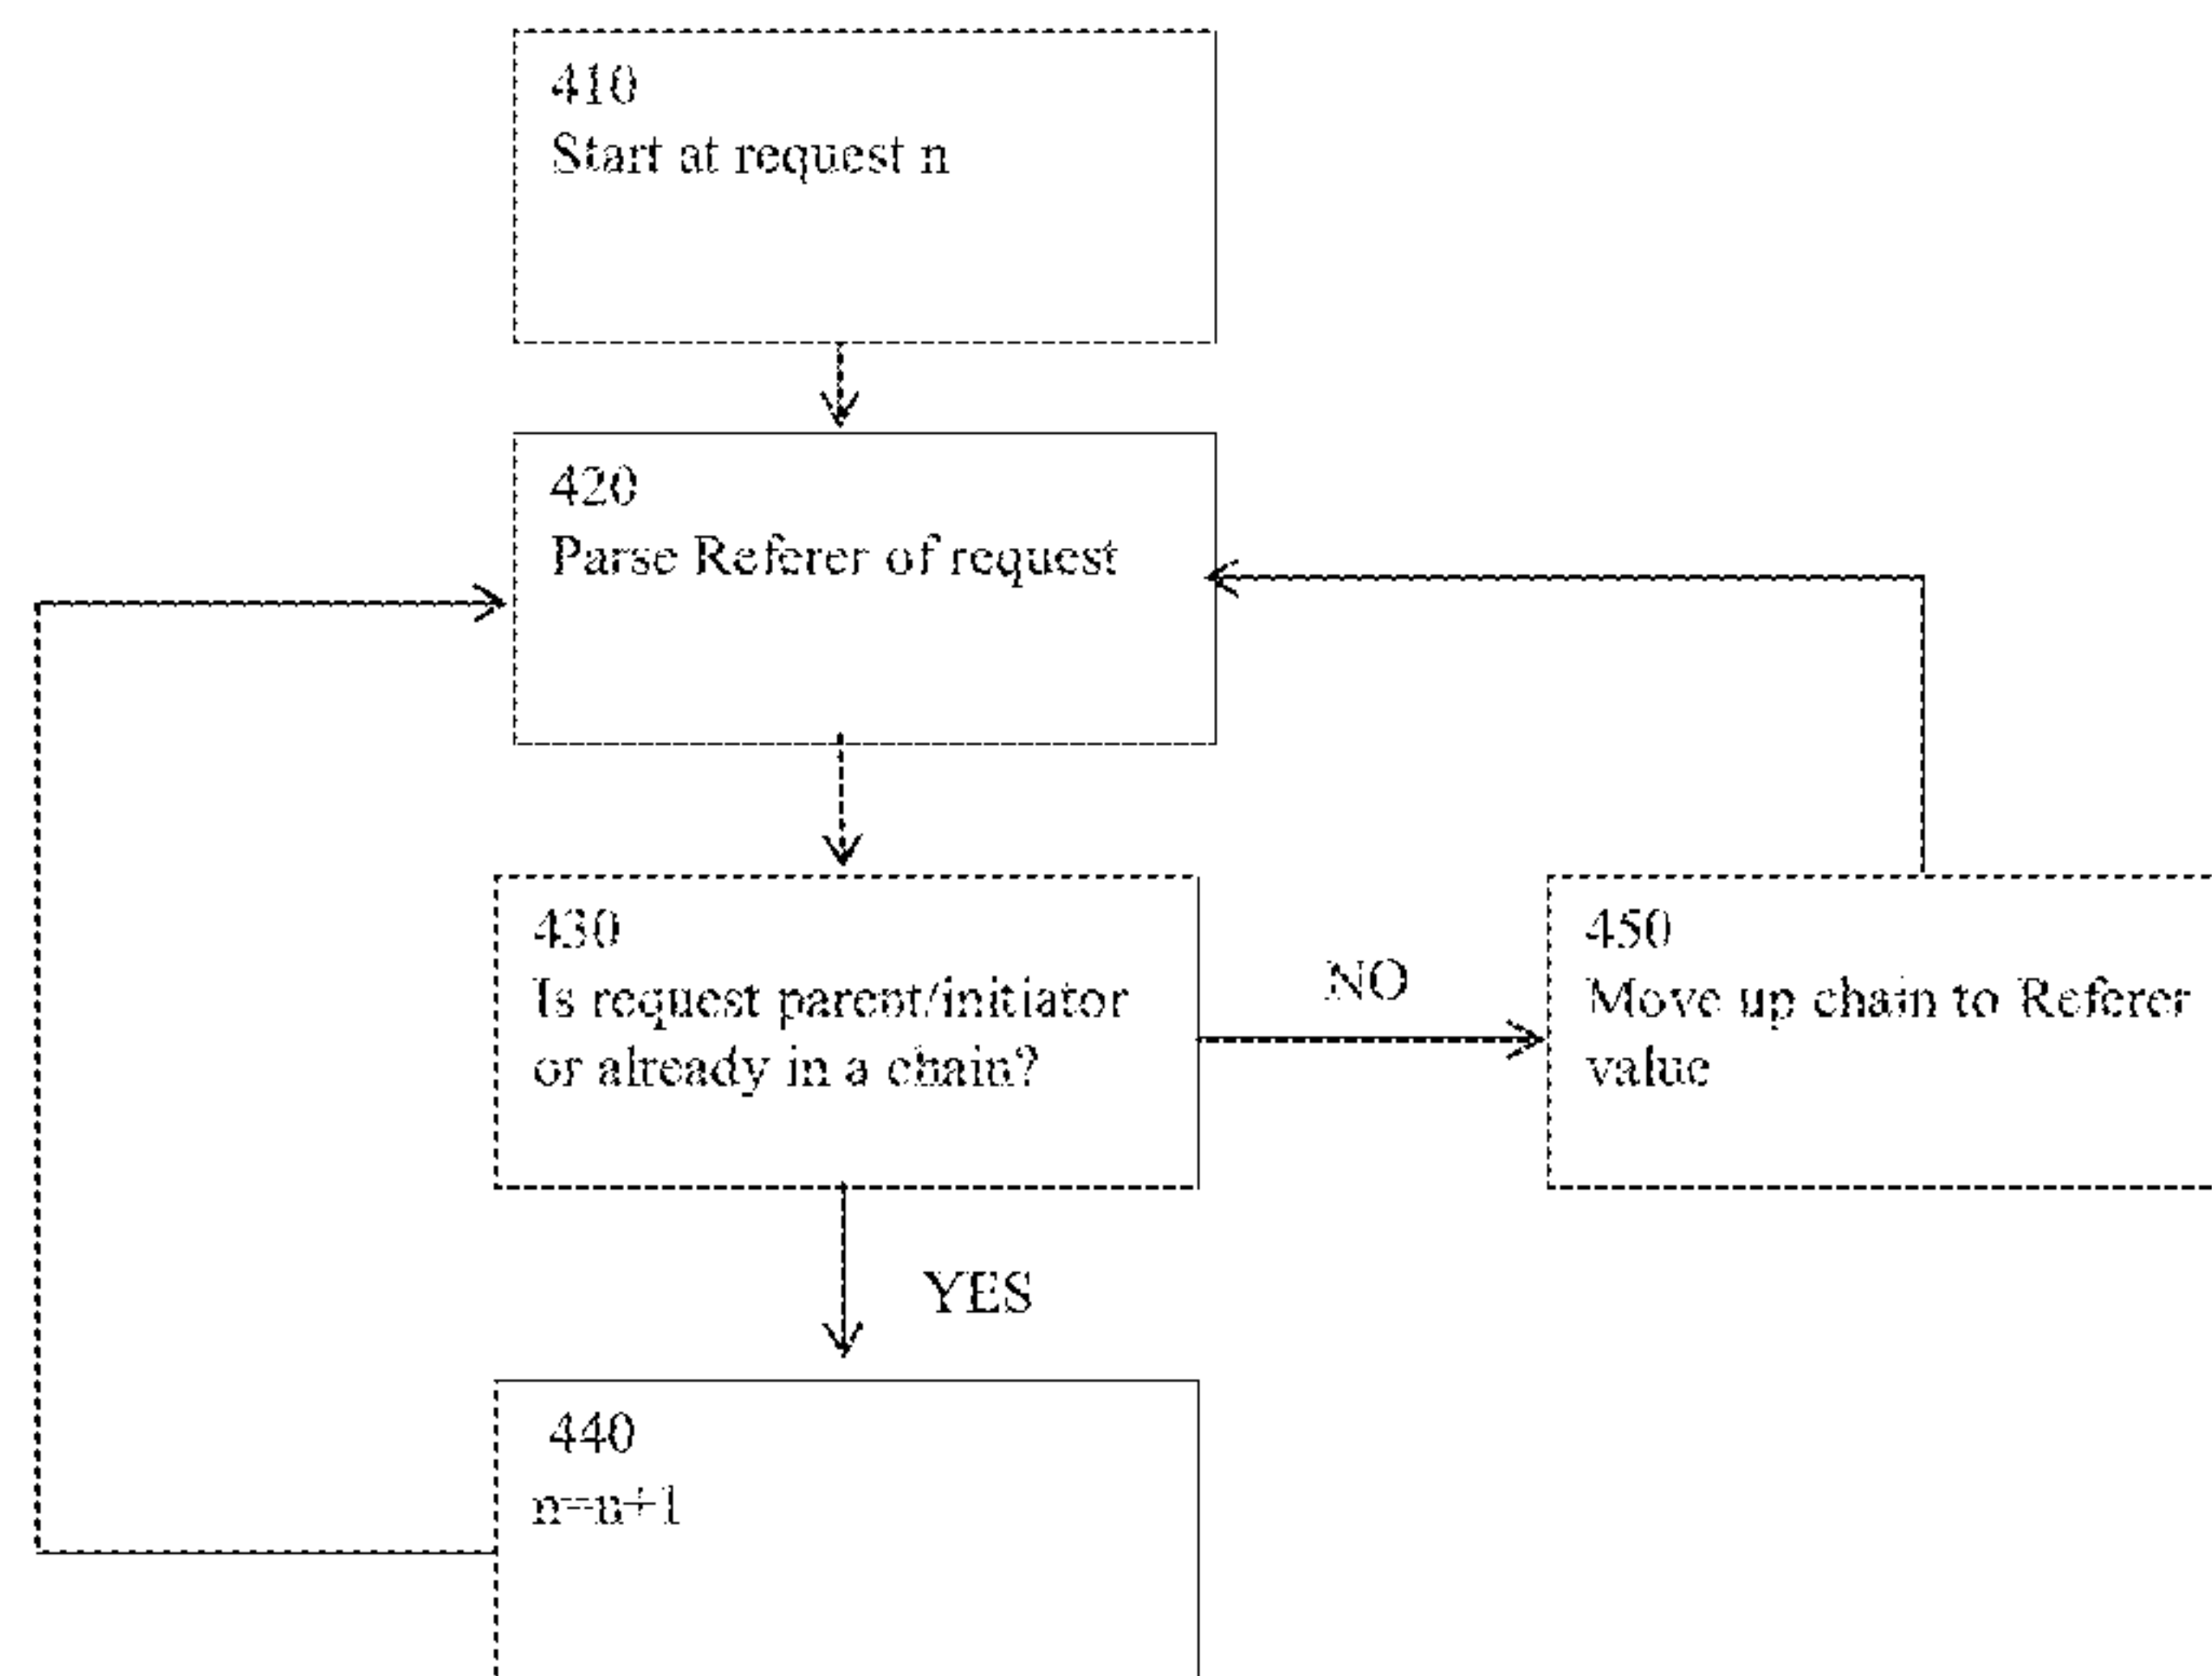 410
Start at request n
420
Parse Referer of request
430
Is request parent/initiator
or already in a chain?
NO
450
Move up chain to Referer
value
YES
440
n=n+1